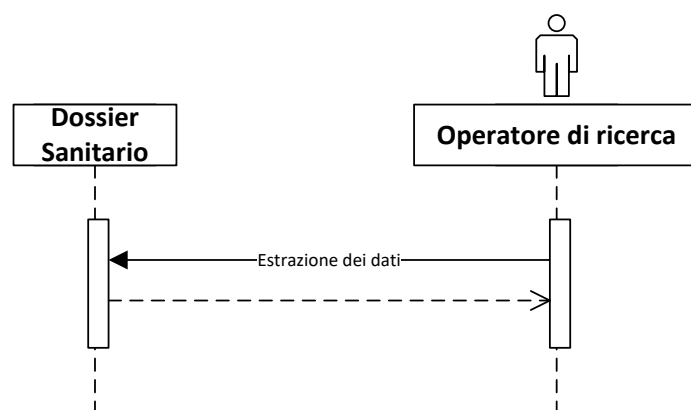 Dossier
Sanitario
Operatore di ricerca
Estrazione dei dati